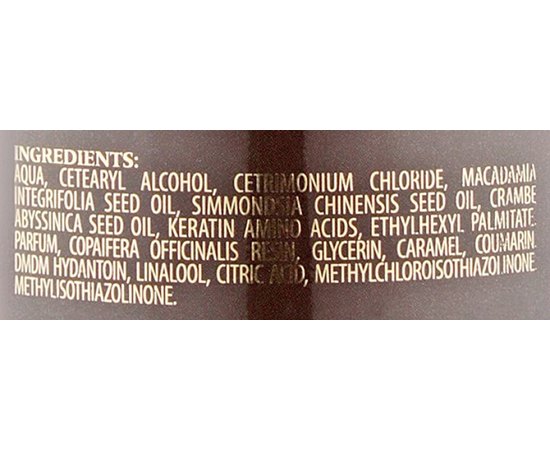 INGREDIENTS:
AQUA, CETEARYL ALCOHOL, CETRIMONIUM CHLORIDE, MACADAMIA
INTEGRIFOLIA SEED OIL, SIMMONDSIA CHINENSIS SEED OIL, CRAMBE
ABYSSINICA SEED OIL, KERATIN AMINO ACIDS, ETHYLHEXYL PALMITATE.
PARFUM, COPAIFERA OFFICINALIS RESIN, GLYCERIN, CARAMEL, COUMARIN.
DMDM HYDANTOIN, LINALOOL, CITRIC ACID, METHYLCHLOROISOTHIAZOLINONE.
METHYLISOTHIAZOLINONE.